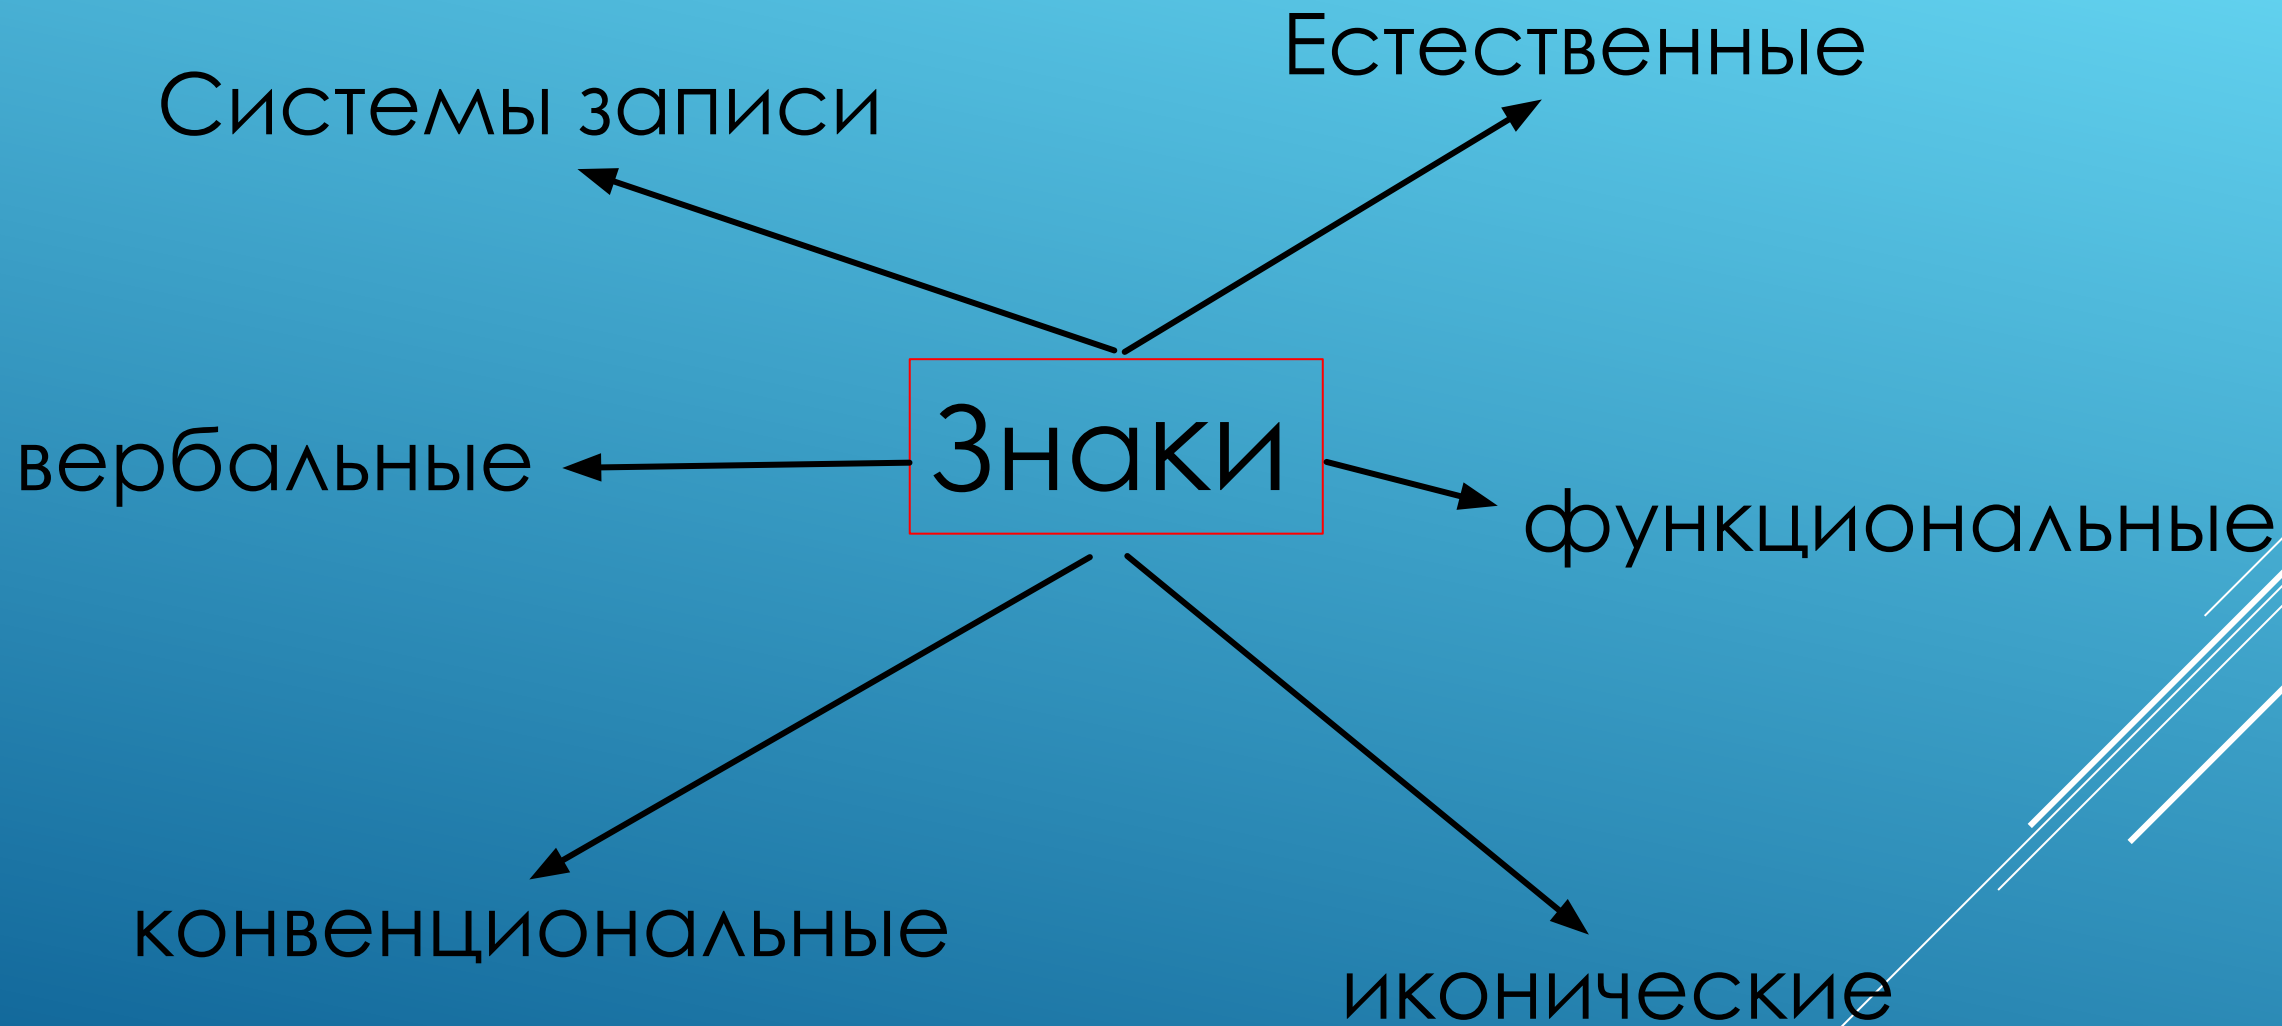 Естественные
Системы записи
Знаки
вербальные
функциональные
конвенциональные
иконические